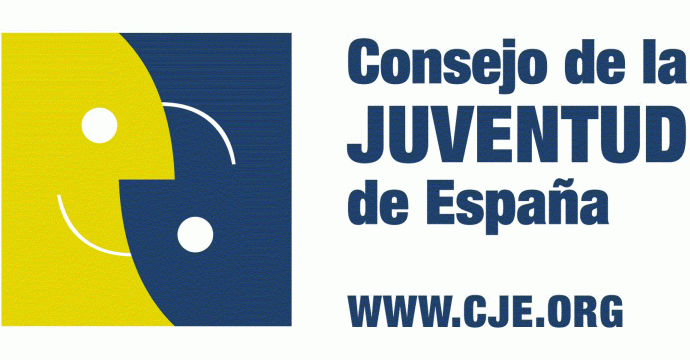 Consejo de la
JUVENTUD
de España
WWW.CJE.ORG